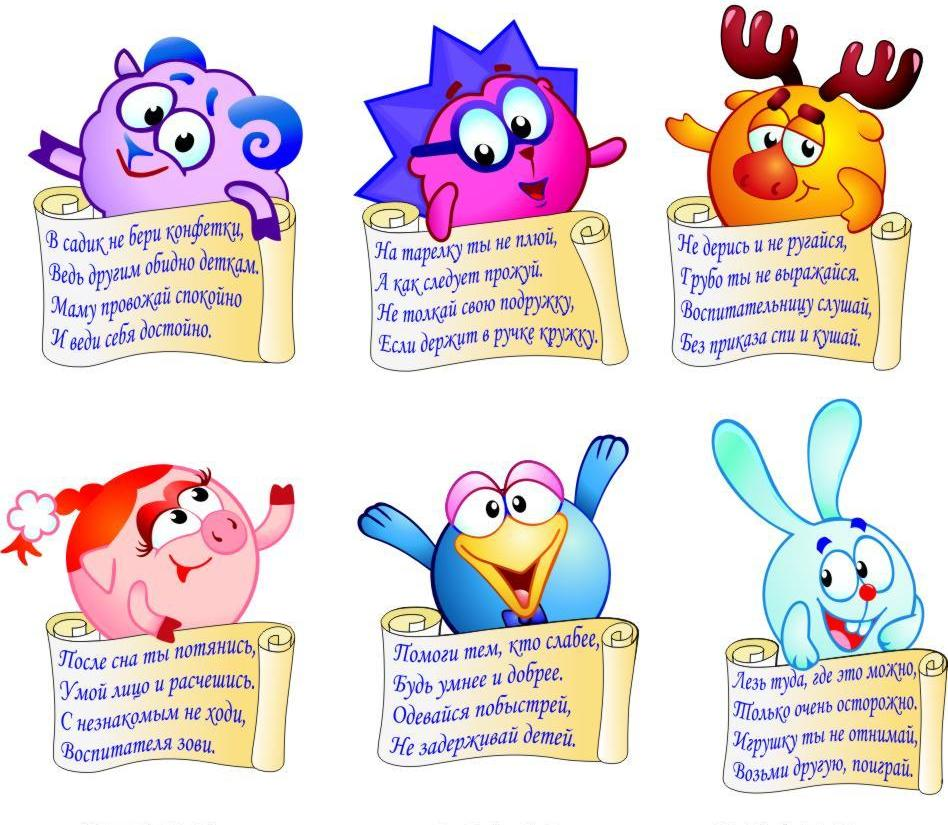 В садик не бери конфетки,
Ведь другим обидно деткам.
Маму провожай спокойно
И веди себя достойно.
На тарелку ты не плюй,
А как следует прожуй.
Не толкай свою подружку,
Если держит в ручке кружку.
Не дерись и не ругайся,
Грубо ты не выражайся.
Воспитательницу слушай,
Без приказа спи и кушай.
После сна ты потянись,
Умой лицо и расчешись.
С незнакомым не ходи,
Воспитателя зови.
Помоги тем, кто слабее,
Будь умнее и добрее.
Одевайся побыстрей,
Не задерживай детей.
Лезь туда, где это можно,
Только очень осторожно.
Игрушку ты не отнимай,
Возьми другую, поиграй.